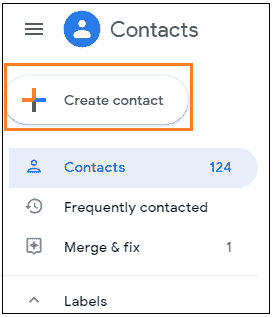 Contacts
Create contact
Contacts 124
Frequently contacted
Merge & fix 1
Labels